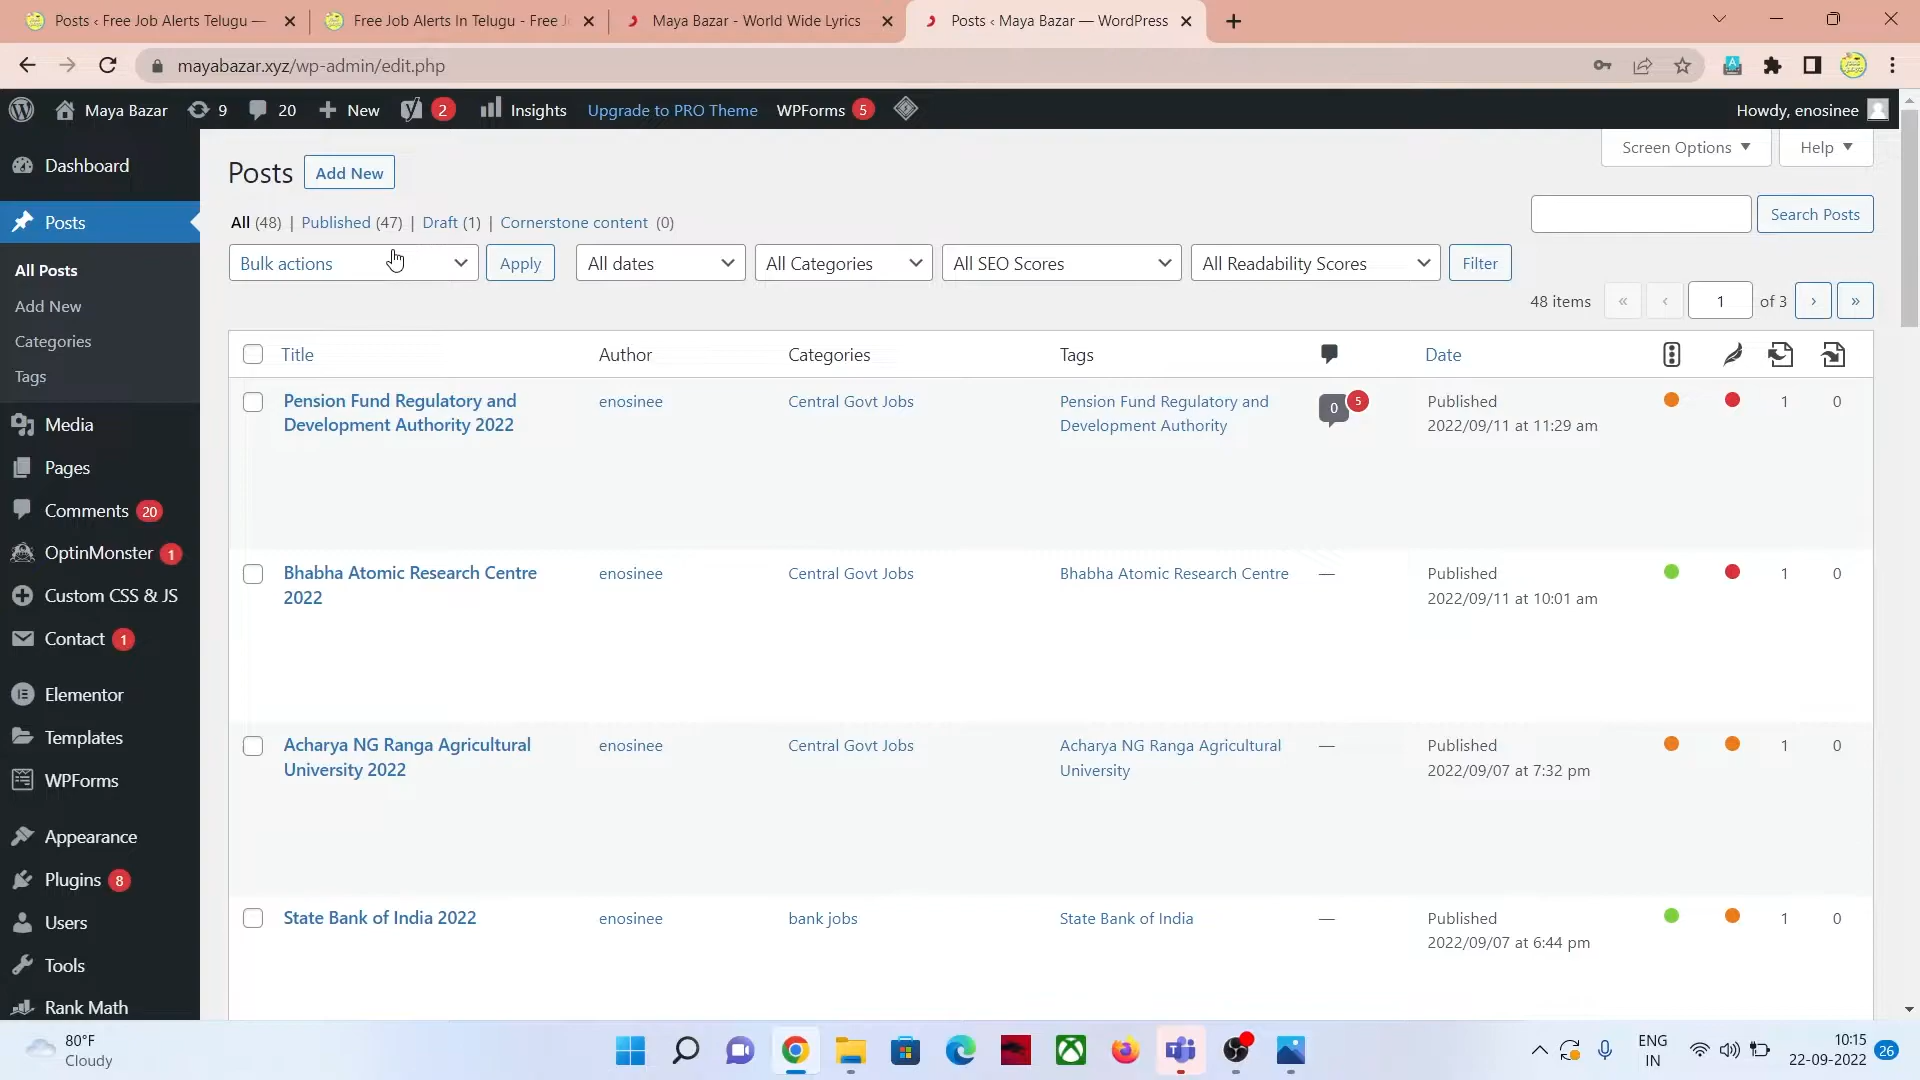 Posts ‹ Free Job Alerts Telugu —
Free Job Alerts In Telugu - Free J
Maya Bazar - World Wide Lyrics
Posts ‹ Maya Bazar — WordPress
mayabazar.xyz/wp-admin/edit.php
Maya Bazar 9 20 New 2 Insights Upgrade to PRO Theme WPForms 5
Howdy, enosinee
Dashboard
Posts
All Posts
Add New
Categories
Tags
Media
Pages
Comments 20
OptinMonster 1
Custom CSS & JS
Contact 1
Elementor
Templates
WPForms
Appearance
Plugins 8
Users
Tools
Rank Math
Screen Options
Help
Posts Add New
All (48) | Published (47) | Draft (1) | Cornerstone content (0)
Search Posts
Bulk actions Apply All dates All Categories All SEO Scores All Readability Scores Filter
48 items « ‹ 1 of 3 › »
Title Author Categories Tags Date
Pension Fund Regulatory and
Development Authority 2022
enosinee
Central Govt Jobs
Pension Fund Regulatory and
Development Authority
0 5
Published
2022/09/11 at 11:29 am
1 0
Bhabha Atomic Research Centre
2022
enosinee
Central Govt Jobs
Bhabha Atomic Research Centre
—
Published
2022/09/11 at 10:01 am
1 0
Acharya NG Ranga Agricultural
University 2022
enosinee
Central Govt Jobs
Acharya NG Ranga Agricultural
University
—
Published
2022/09/07 at 7:32 pm
1 0
State Bank of India 2022
enosinee
bank jobs
State Bank of India
—
Published
2022/09/07 at 6:44 pm
1 0
80°F
Cloudy
ENG
IN
10:15
22-09-2022
26